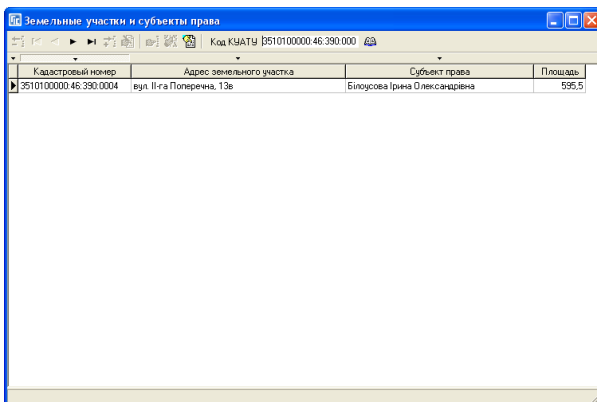 Земельные участки и субъекты права
Код КУАТУ 3510100000:46:390:000
Кадастровый номер Адрес земельного участка Субъект права Площадь
3510100000:46:390:0004 вул. ІІ-га Поперечна, 13в Білоусова Ірина Олександрівна 595,5